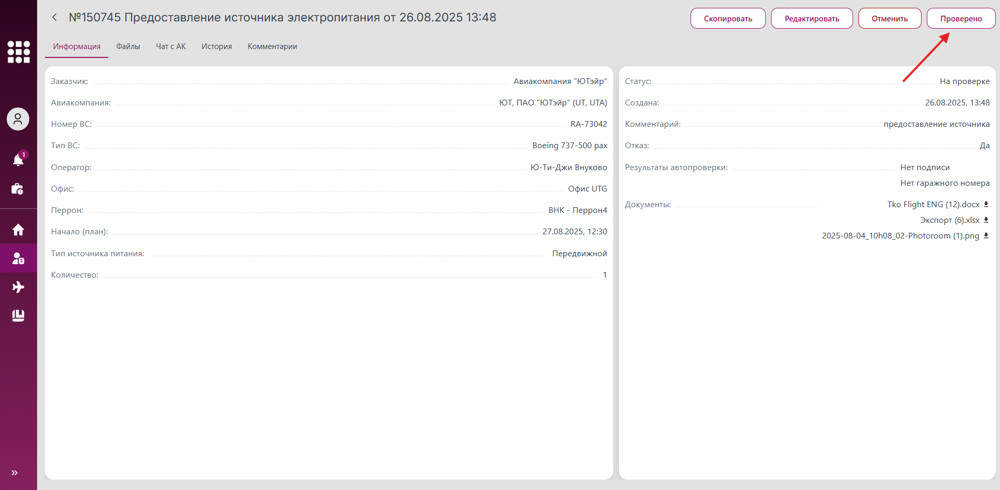 №150745 Предоставление источника электропитания от 26.08.2025 13:48
Скопировать
Редактировать
Отменить
Проверено
Информация
Файлы
Чат с АК
История
Комментарии
1
Заказчик: Авиакомпания "ЮТэйр"
Авиакомпания: ЮТ, ПАО "ЮТэйр" (UT, UTA)
Номер ВС: RA-73042
Тип ВС: Boeing 737-500 pax
Оператор: Ю-Ти-Джи Внуково
Офис: Офис UTG
Перрон: ВНК - Перрон4
Начало (план): 27.08.2025, 12:30
Тип источника питания: Передвижной
Количество: 1
Статус: На проверке
Создана: 26.08.2025, 13:48
Комментарий: предоставление источника
Отказ: Да
Результаты автопроверки: Нет подписи
Нет гаражного номера
Документы: Tko Flight ENG (12).docx
Экспорт (6).xlsx
2025-08-04_10h08_02-Photoroom (1).png